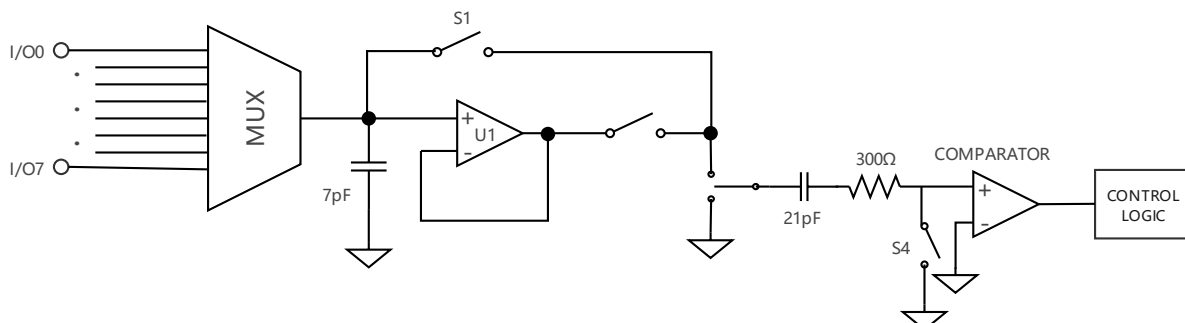 S1
I/O0
MUX
+
U1
-
I/O7
7pF
300Ω
COMPARATOR
21pF
+
-
CONTROL
LOGIC
S4